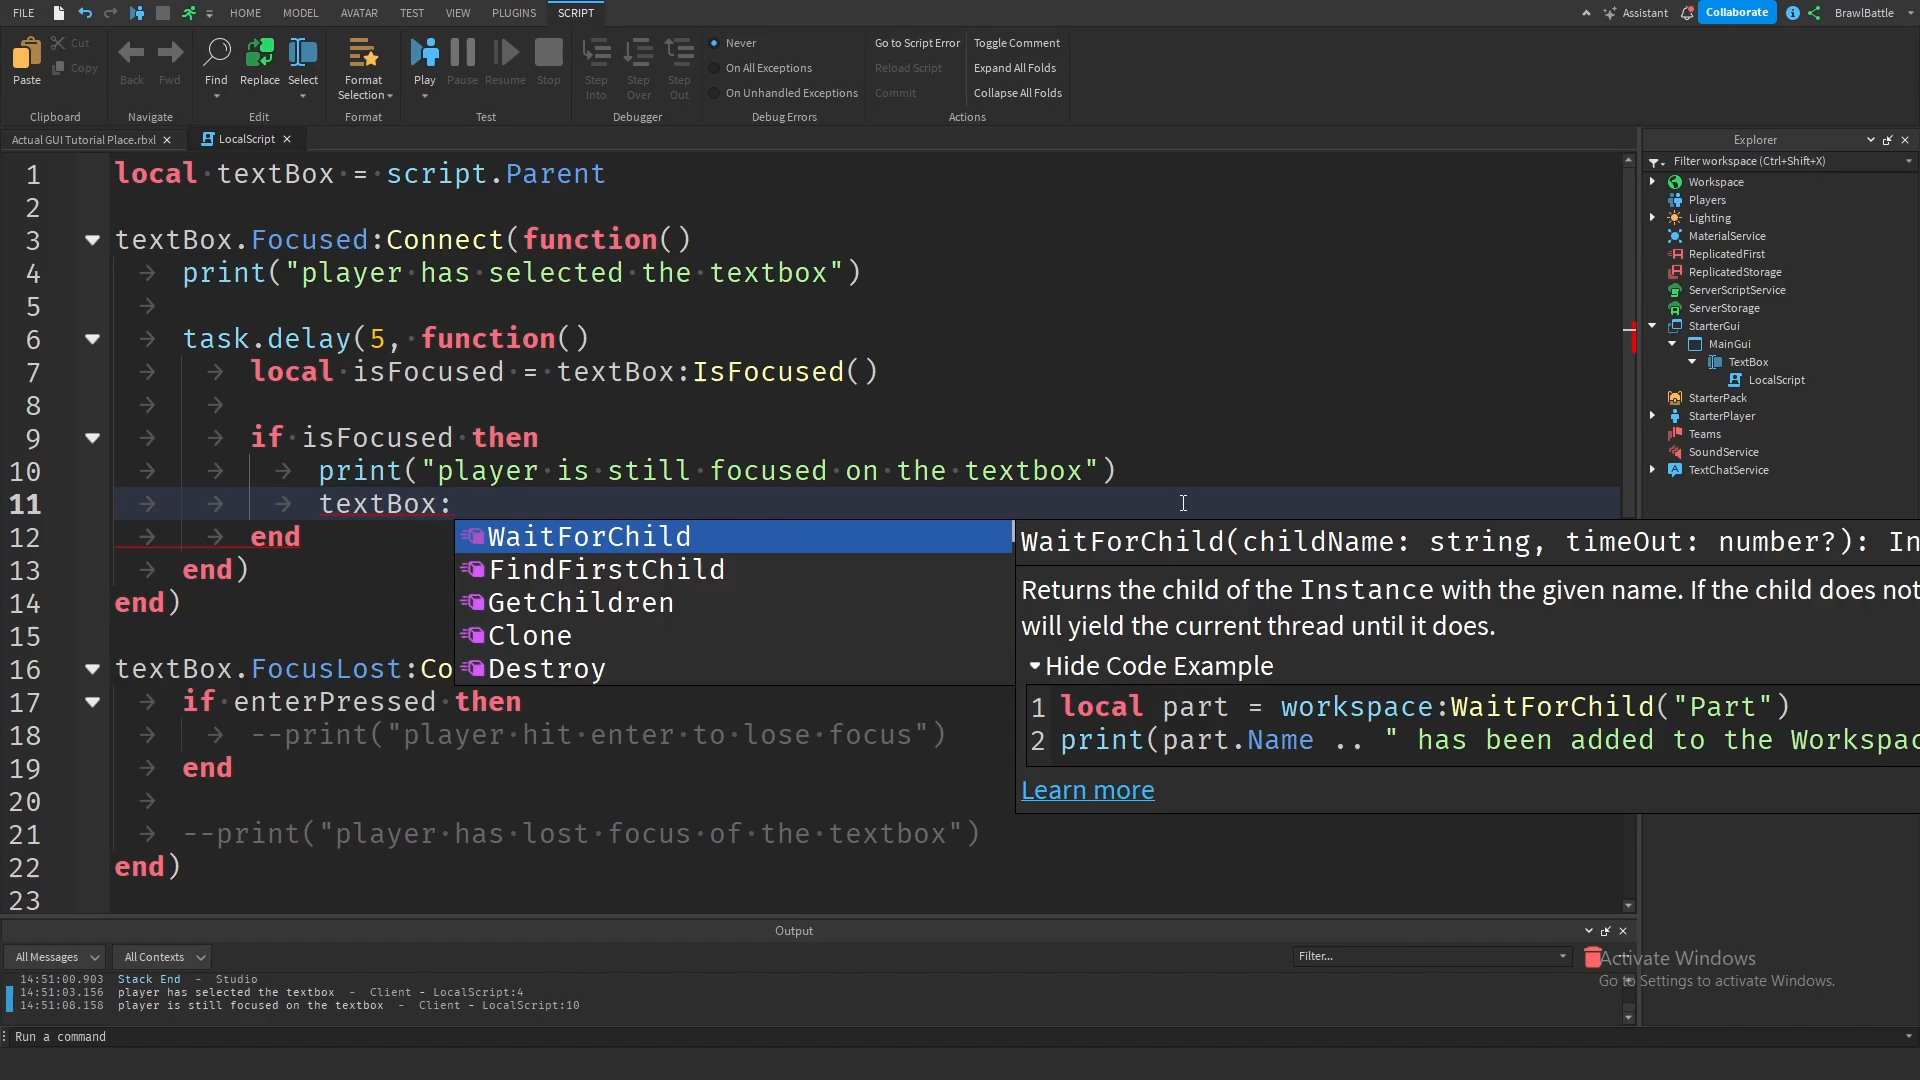 FILE HOME MODEL AVATAR TEST VIEW PLUGINS SCRIPT Assistant Collaborate BrawlBattle
Paste Cut Copy Back Fwd Find Replace Select Format Selection Play Pause Resume Stop Step Into Step Over Step Out
Never Go to Script Error Toggle Comment
On All Exceptions Reload Script Expand All Folds
On Unhandled Exceptions Commit Collapse All Folds
Clipboard Navigate Edit Format Test Debugger Debug Errors Actions
Actual GUI Tutorial Place.rbxl LocalScript
1 local textBox = script.Parent
2
3 textBox.Focused:Connect(function()
4 print("player has selected the textbox")
5
6 task.delay(5, function()
7 local isFocused = textBox:IsFocused()
8
9 if isFocused then
10 print("player is still focused on the textbox")
11 textBox:
12 end
13 end)
14 end)
15
16 textBox.FocusLost:Co
17 if enterPressed then
18 --print("player hit enter to lose focus")
19 end
20
21 --print("player has lost focus of the textbox")
22 end)
23
WaitForChild
FindFirstChild
GetChildren
Clone
Destroy
WaitForChild(childName: string, timeOut: number?): In
Returns the child of the Instance with the given name. If the child does not
will yield the current thread until it does.
Hide Code Example
1 local part = workspace:WaitForChild("Part")
2 print(part.Name .. " has been added to the Workspac
Learn more
Explorer
Filter workspace (Ctrl+Shift+X)
Workspace
Players
Lighting
MaterialService
ReplicatedFirst
ReplicatedStorage
ServerScriptService
ServerStorage
StarterGui
MainGui
TextBox
LocalScript
StarterPack
StarterPlayer
Teams
SoundService
TextChatService
Output
All Messages All Contexts Filter...
14:51:00.903 Stack End - Studio
14:51:03.156 player has selected the textbox - Client - LocalScript:4
14:51:08.158 player is still focused on the textbox - Client - LocalScript:10
Activate Windows
Go to Settings to activate Windows.
Run a command